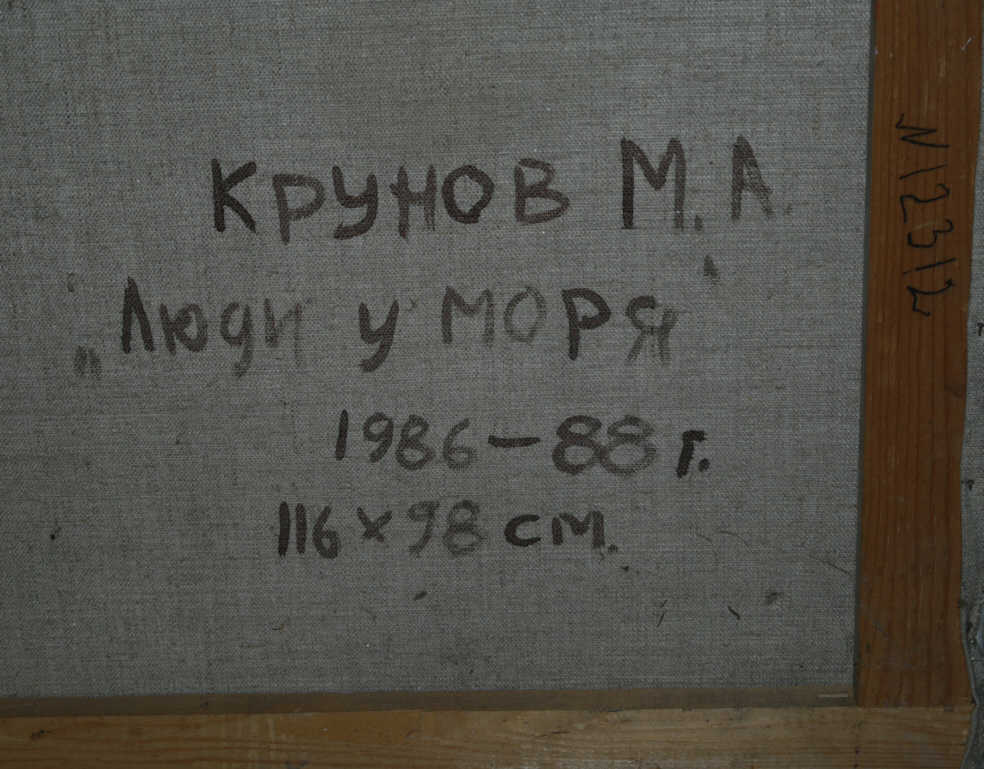 КРУНОВ М. А.
„Люди у моря"
1986–88 г.
116×98 см.
N12312